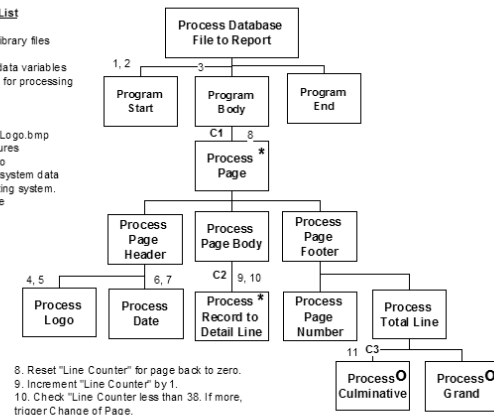 List
ibrary files
data variables
for processing
Logo.bmp
ures
o
system data
ting system.
e
Process Database
File to Report
1, 2
3
Program
Start
Program
Body
Program
End
C1
8
Process *
Page
Process
Page
Header
Process
Page Body
Process
Page
Footer
4, 5
6, 7
C2
9, 10
Process
Logo
Process
Date
Process *
Record to
Detail Line
Process
Page
Number
Process
Total Line
11
C3
Process O
Culminative
Process O
Grand
8. Reset "Line Counter" for page back to zero.
9. Increment "Line Counter" by 1.
10. Check "Line Counter less than 38. If more,
trigger Change of Page.